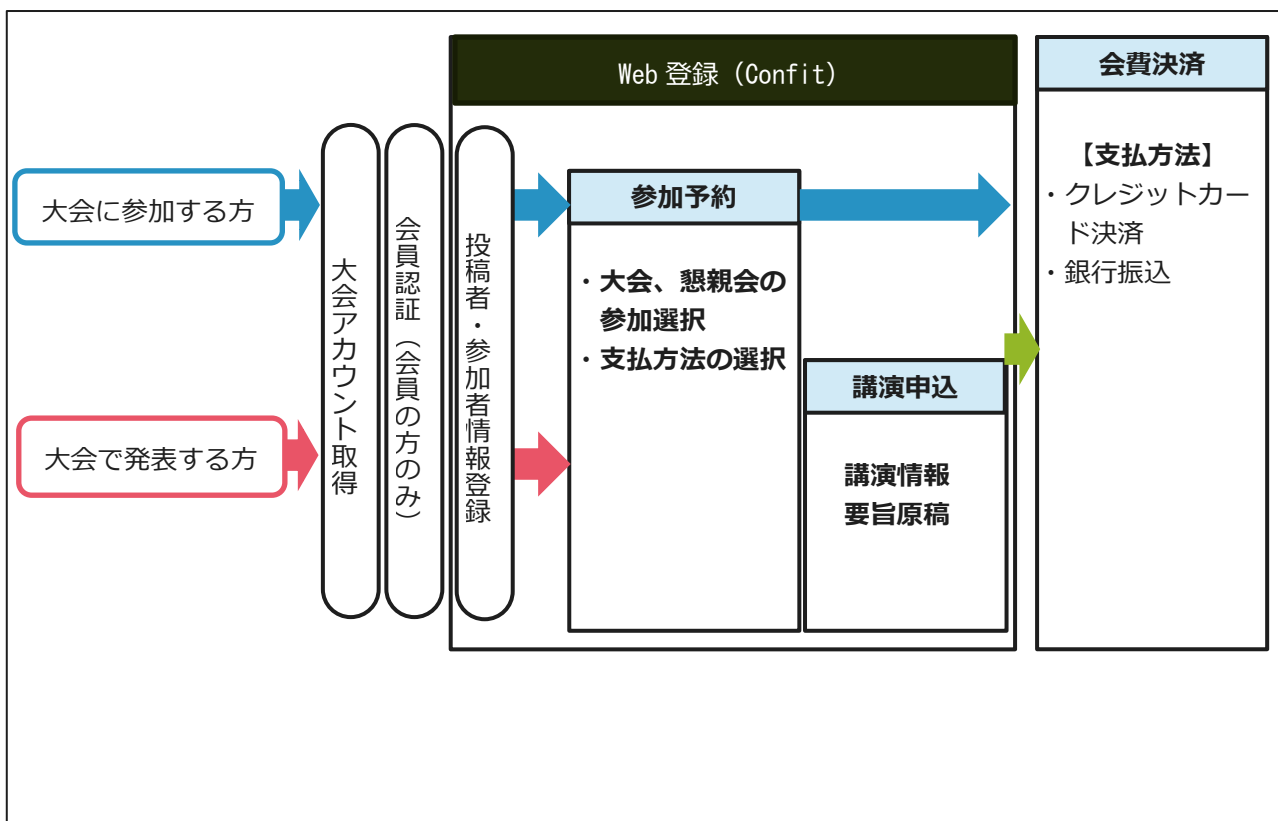 Web 登録（Confit）
会費決済
大会に参加する方
大会で発表する方
大会アカウント取得
会員認証（会員の方のみ）
投稿者・参加者情報登録
参加予約
・大会、懇親会の
参加選択
・支払方法の選択
講演申込
講演情報
要旨原稿
【支払方法】
・クレジットカー
ド決済
・銀行振込